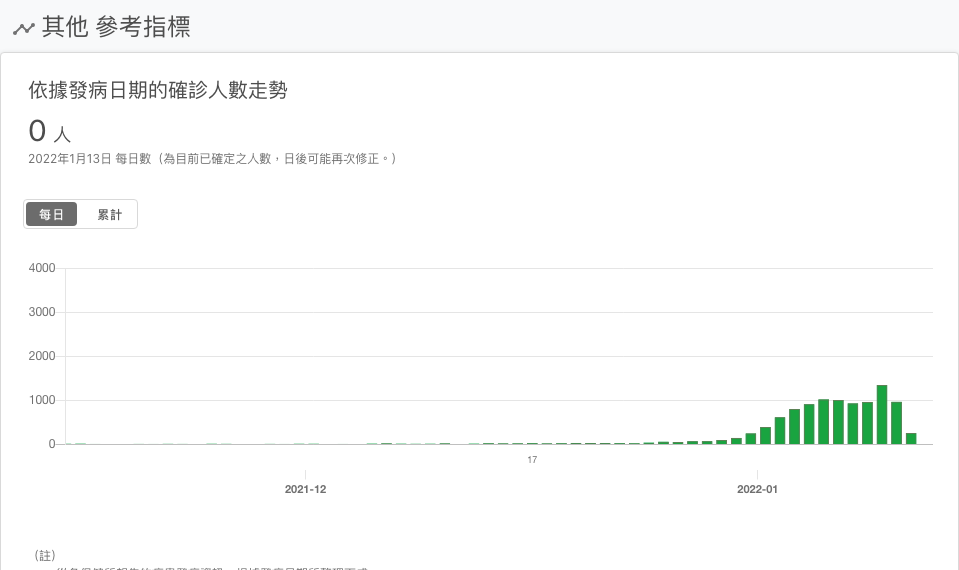 其他 參考指標
依據發病日期的確診人數走勢
0 人
2022年1月13日 每日數（為目前已確定之人數，日後可能再次修正。）
每日 累計
4000
3000
2000
1000
0
17
2021-12 2022-01
（註）